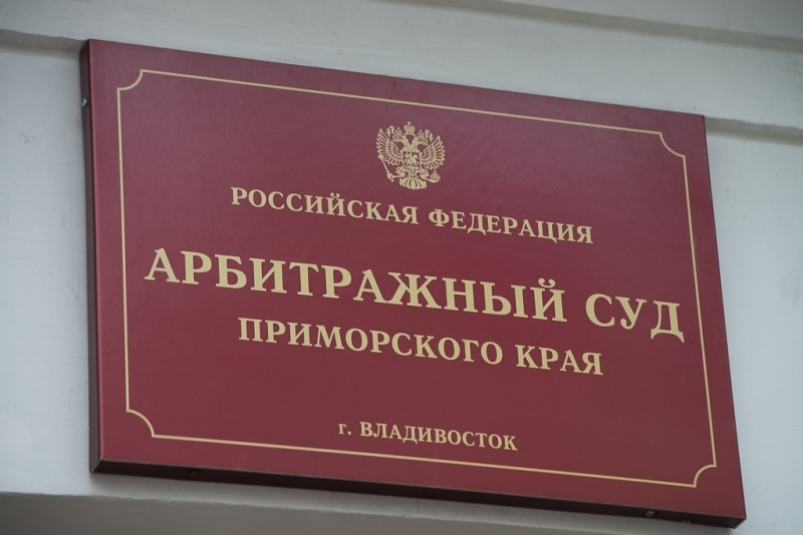 РОССИЙСКАЯ ФЕДЕРАЦИЯ
АРБИТРАЖНЫЙ СУД
ПРИМОРСКОГО КРАЯ
г. ВЛАДИВОСТОК